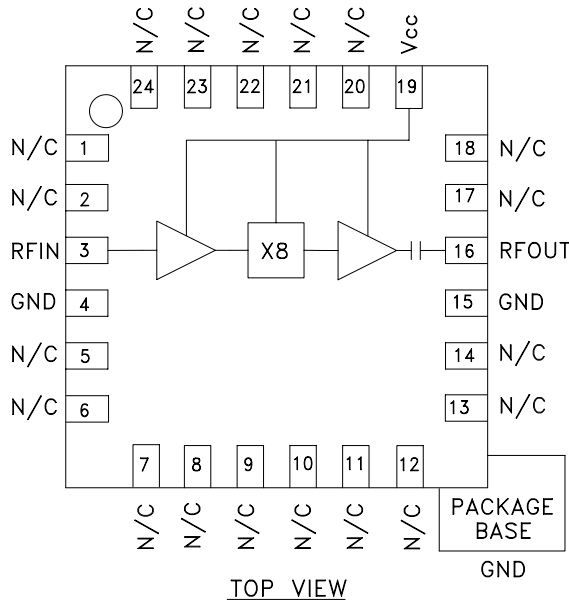 N/C N/C N/C N/C N/C Vcc
24 23 22 21 20 19
N/C 1 18 N/C
N/C 2 17 N/C
RFIN 3 X8 16 RFOUT
GND 4 15 GND
N/C 5 14 N/C
N/C 6 13 N/C
7 8 9 10 11 12
N/C N/C N/C N/C N/C N/C
PACKAGE
BASE
GND
TOP VIEW